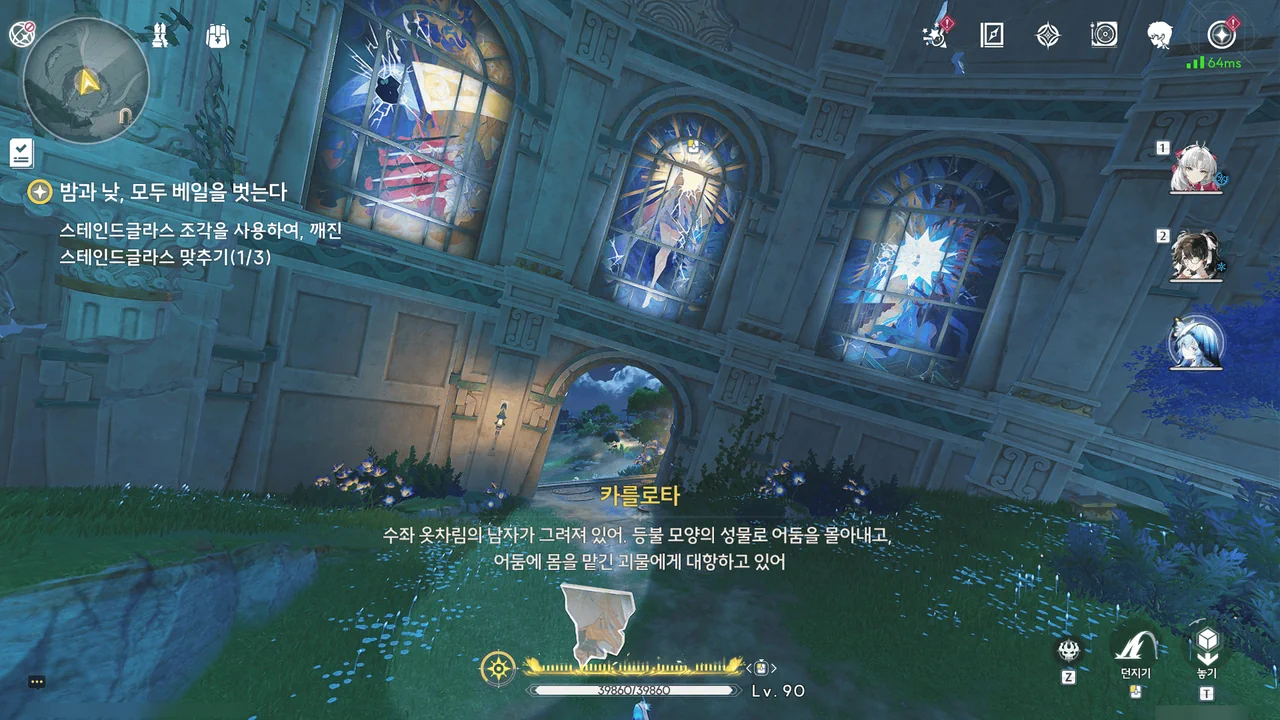 64ms
1
밤과 낮, 모두 베일을 벗는다
스테인드글라스 조각을 사용하여, 깨진
스테인드글라스 맞추기(1/3)
2
카를로타
수좌 옷차림의 남자가 그려져 있어. 등불 모양의 성물로 어둠을 몰아내고,
어둠에 몸을 맡긴 괴물에게 대항하고 있어
39860/39860
Lv. 90
Z
던지기
놓기
T